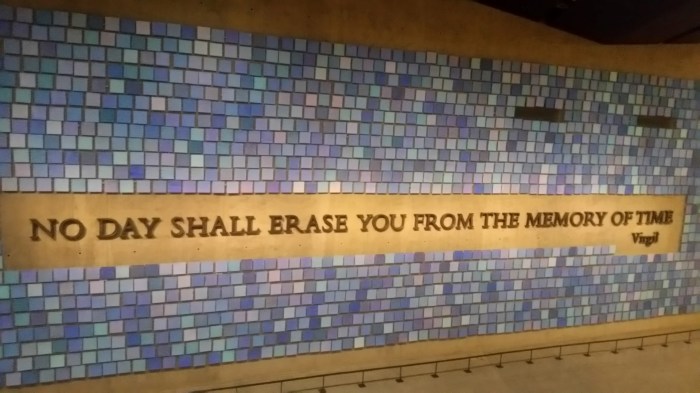 NO DAY SHALL ERASE YOU FROM THE MEMORY OF TIME
Virgil